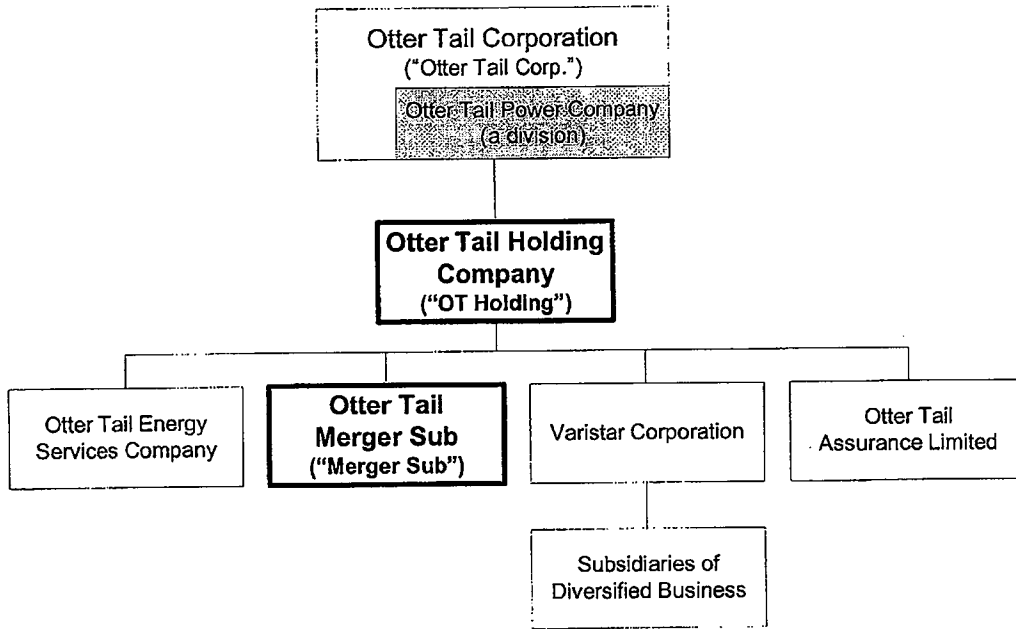 Otter Tail Corporation
("Otter Tail Corp.")
Otter Tail Power Company
(a division)
Otter Tail Holding
Company
("OT Holding")
Otter Tail Energy
Services Company
Otter Tail
Merger Sub
("Merger Sub")
Varistar Corporation
Otter Tail
Assurance Limited
Subsidiaries of
Diversified Business